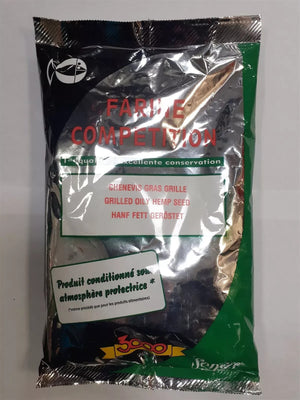 FARINE
COMPETITION
excellente conservation
CHENEVIS GRAS GRILLE
GRILLED OILY HEMP SEED
HANF FETT GERÖSTET
Produit conditionné sous
atmosphère protectrice *
3000
Sensas